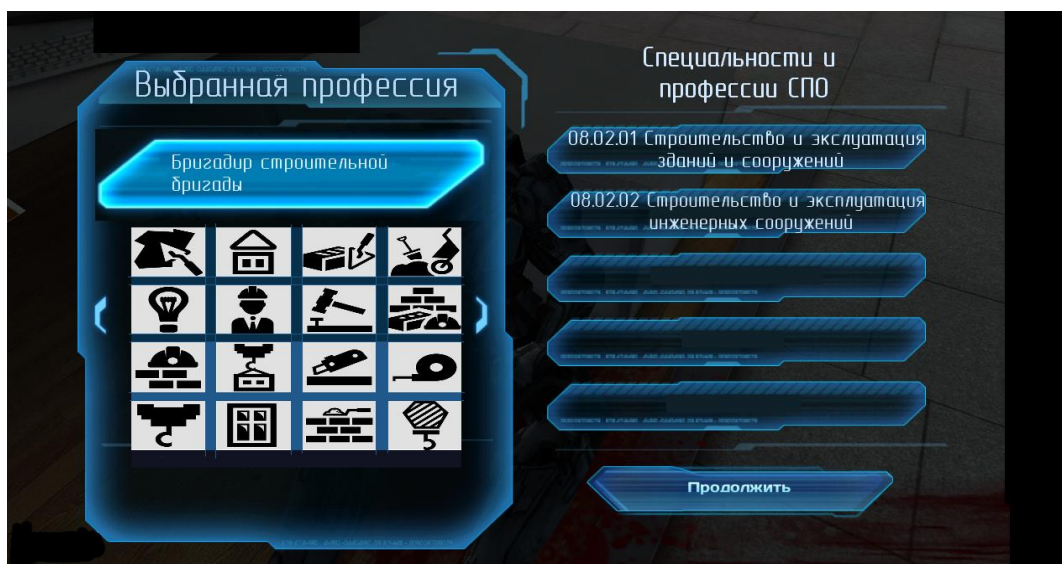 Выбранная профессия
Бригадир строительной
бригады
Специальности и
профессии СПО
08.02.01 Строительство и экслуатация
зданий и сооружений
08.02.02 Строительство и эксплуатация
инженерных сооружений
Продолжить